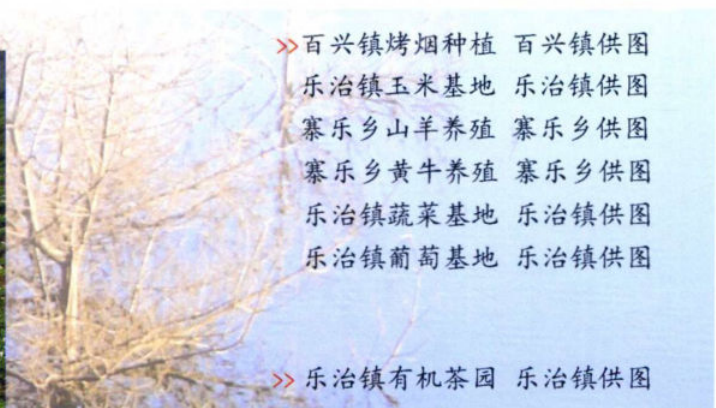 >>百兴镇烤烟种植 百兴镇供图
乐治镇玉米基地 乐治镇供图
寨乐乡山羊养殖 寨乐乡供图
寨乐乡黄牛养殖 寨乐乡供图
乐治镇蔬菜基地 乐治镇供图
乐治镇葡萄基地 乐治镇供图
>>乐治镇有机茶园 乐治镇供图